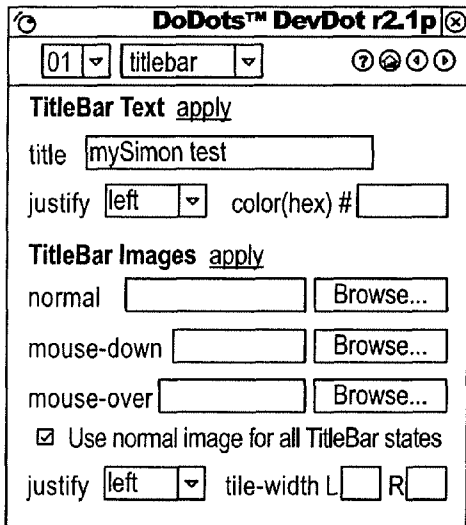 DoDots™ DevDot r2.1p
01 titlebar ?
TitleBar Text apply
title mySimon test
justify left color(hex) #
TitleBar Images apply
normal Browse...
mouse-down Browse...
mouse-over Browse...
Use normal image for all TitleBar states
justify left tile-width L R